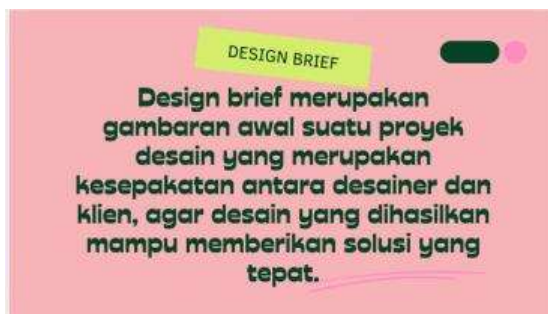 DESIGN BRIEF
Design brief merupakan
gambaran awal suatu proyek
desain yang merupakan
kesepakatan antara desainer dan
klien, agar desain yang dihasilkan
mampu memberikan solusi yang
tepat.